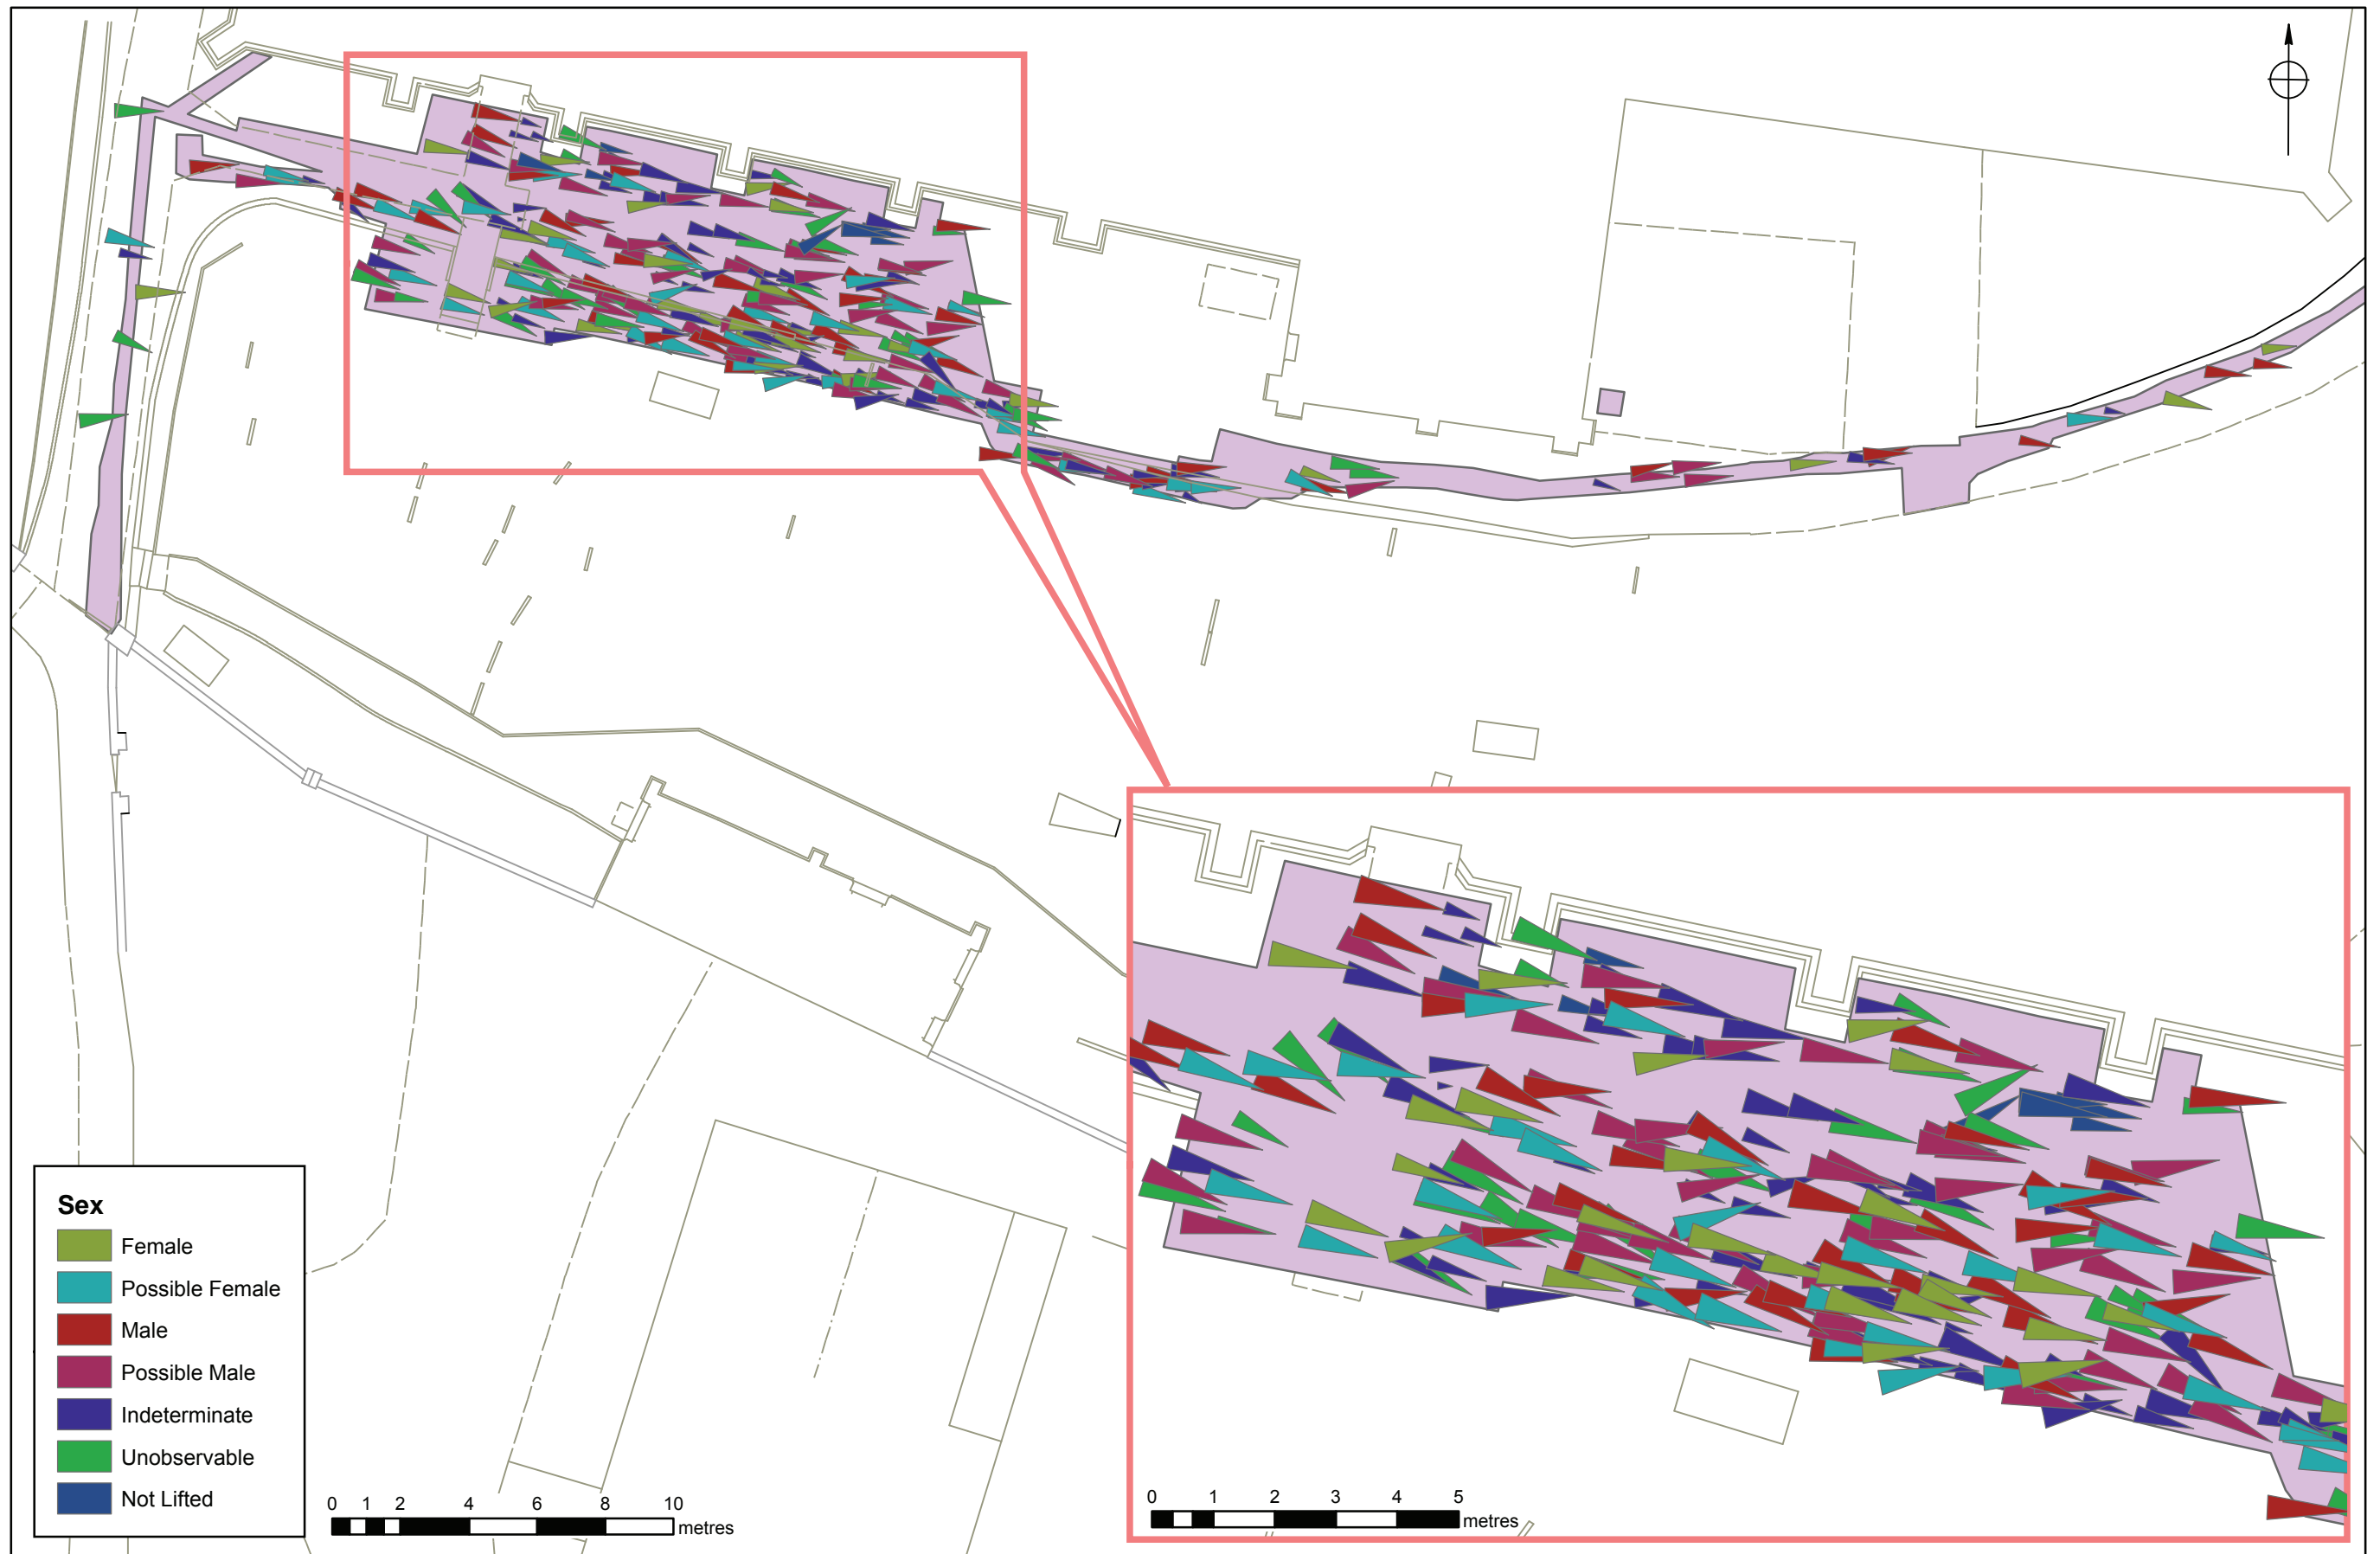 Sex
Female
Possible Female
Male
Possible Male
Indeterminate
Unobservable
Not Lifted
0 1 2 4 6 8 10
metres
0 1 2 3 4 5
metres